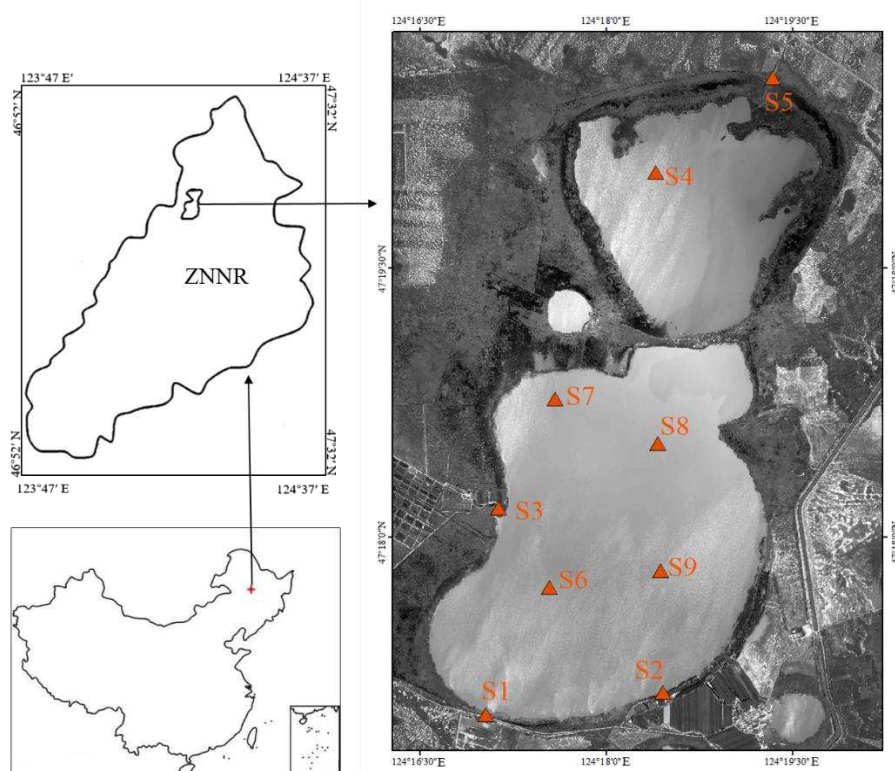 124°16'30"E
124°18'0"E
124°19'30"E
123°47 E′
124°37′ E
46°52′ N
47°32′ N
S5
S4
ZNNR
47°19'30"N
S7
S8
46°52′ N
47°32′ N
123°47′ E
124°37′ E
S3
47°18'0"N
S9
S6
S2
S1
124°16'30"E
124°18'0"E
124°19'30"E